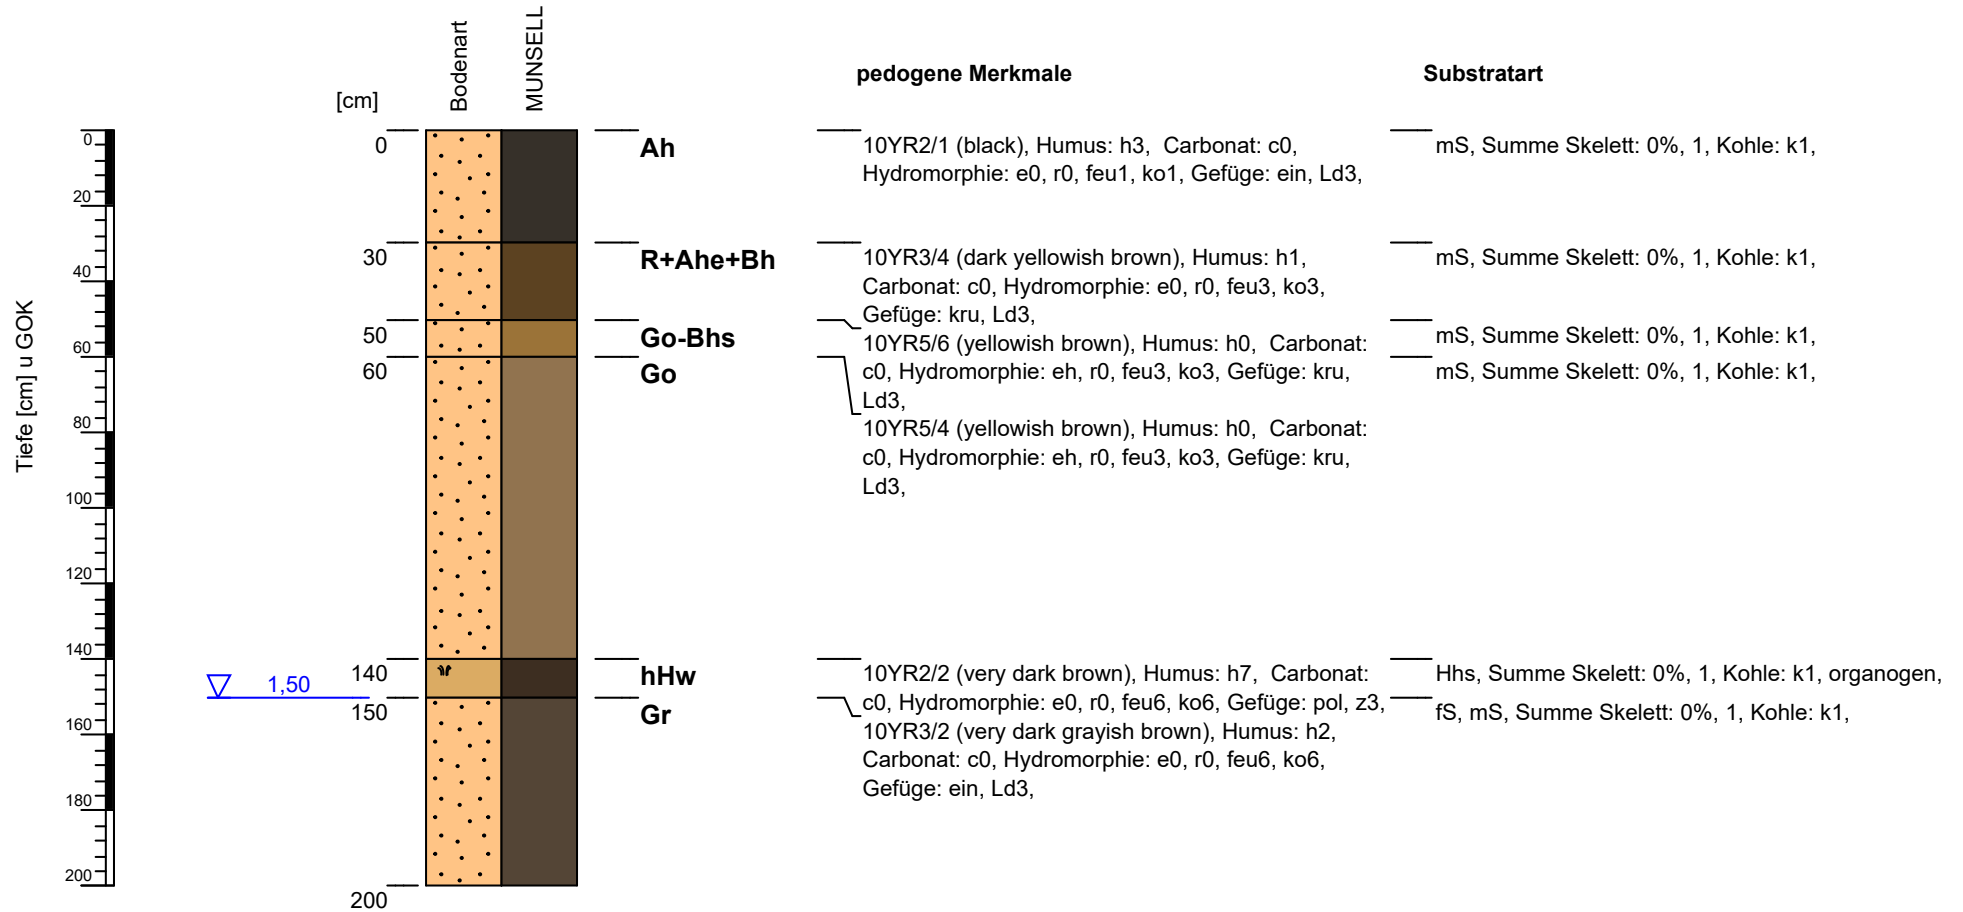 Bodenart
MUNSELL
pedogene Merkmale
Substratart
[cm]
Tiefe [cm] u GOK
0
20
40
60
80
100
120
140
160
180
200
1,50
0
Ah
10YR2/1 (black), Humus: h3,  Carbonat: c0,
Hydromorphie: e0, r0, feu1, ko1, Gefüge: ein, Ld3,
mS, Summe Skelett: 0%, 1, Kohle: k1,
30
R+Ahe+Bh
10YR3/4 (dark yellowish brown), Humus: h1,
Carbonat: c0, Hydromorphie: e0, r0, feu3, ko3,
Gefüge: kru, Ld3,
mS, Summe Skelett: 0%, 1, Kohle: k1,
50
Go-Bhs
10YR5/6 (yellowish brown), Humus: h0,  Carbonat:
c0, Hydromorphie: eh, r0, feu3, ko3, Gefüge: kru,
Ld3,
mS, Summe Skelett: 0%, 1, Kohle: k1,
60
Go
10YR5/4 (yellowish brown), Humus: h0,  Carbonat:
c0, Hydromorphie: eh, r0, feu3, ko3, Gefüge: kru,
Ld3,
mS, Summe Skelett: 0%, 1, Kohle: k1,
140
hHw
10YR2/2 (very dark brown), Humus: h7,  Carbonat:
c0, Hydromorphie: e0, r0, feu6, ko6, Gefüge: pol, z3,
Hhs, Summe Skelett: 0%, 1, Kohle: k1, organogen,
150
Gr
10YR3/2 (very dark grayish brown), Humus: h2,
Carbonat: c0, Hydromorphie: e0, r0, feu6, ko6,
Gefüge: ein, Ld3,
fS, mS, Summe Skelett: 0%, 1, Kohle: k1,
200